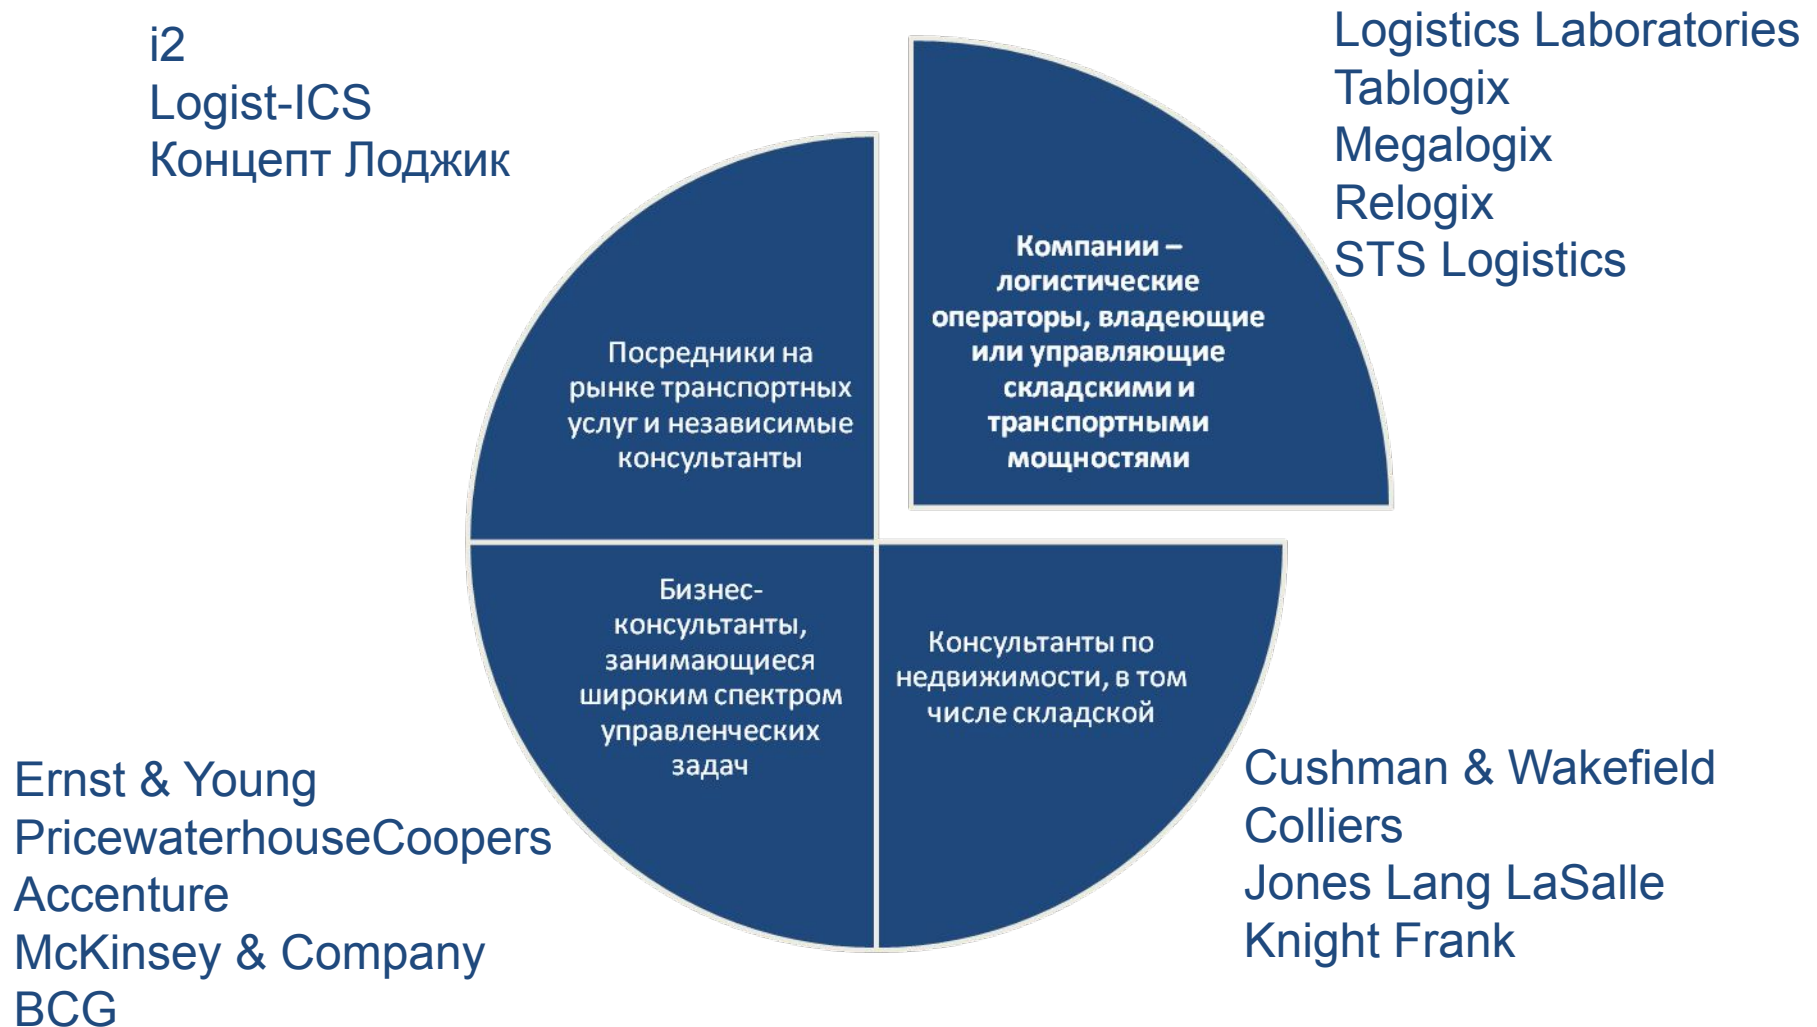 i2
Logist-ICS
Концепт Лоджик
Logistics Laboratories
Tablogix
Megalogix
Relogix
STS Logistics
Посредники на
рынке транспортных
услуг и независимые
консультанты
Компании –
логистические
операторы, владеющие
или управляющие
складскими и
транспортными
мощностями
Бизнес-
консультанты,
занимающиеся
широким спектром
управленческих
задач
Консультанты по
недвижимости, в том
числе складской
Ernst & Young
PricewaterhouseCoopers
Accenture
McKinsey & Company
BCG
Cushman & Wakefield
Colliers
Jones Lang LaSalle
Knight Frank